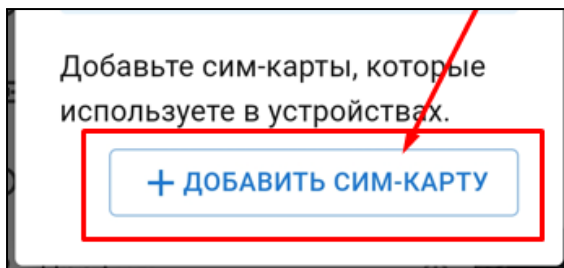 Добавьте сим-карты, которые
используете в устройствах.
+ ДОБАВИТЬ СИМ-КАРТУ